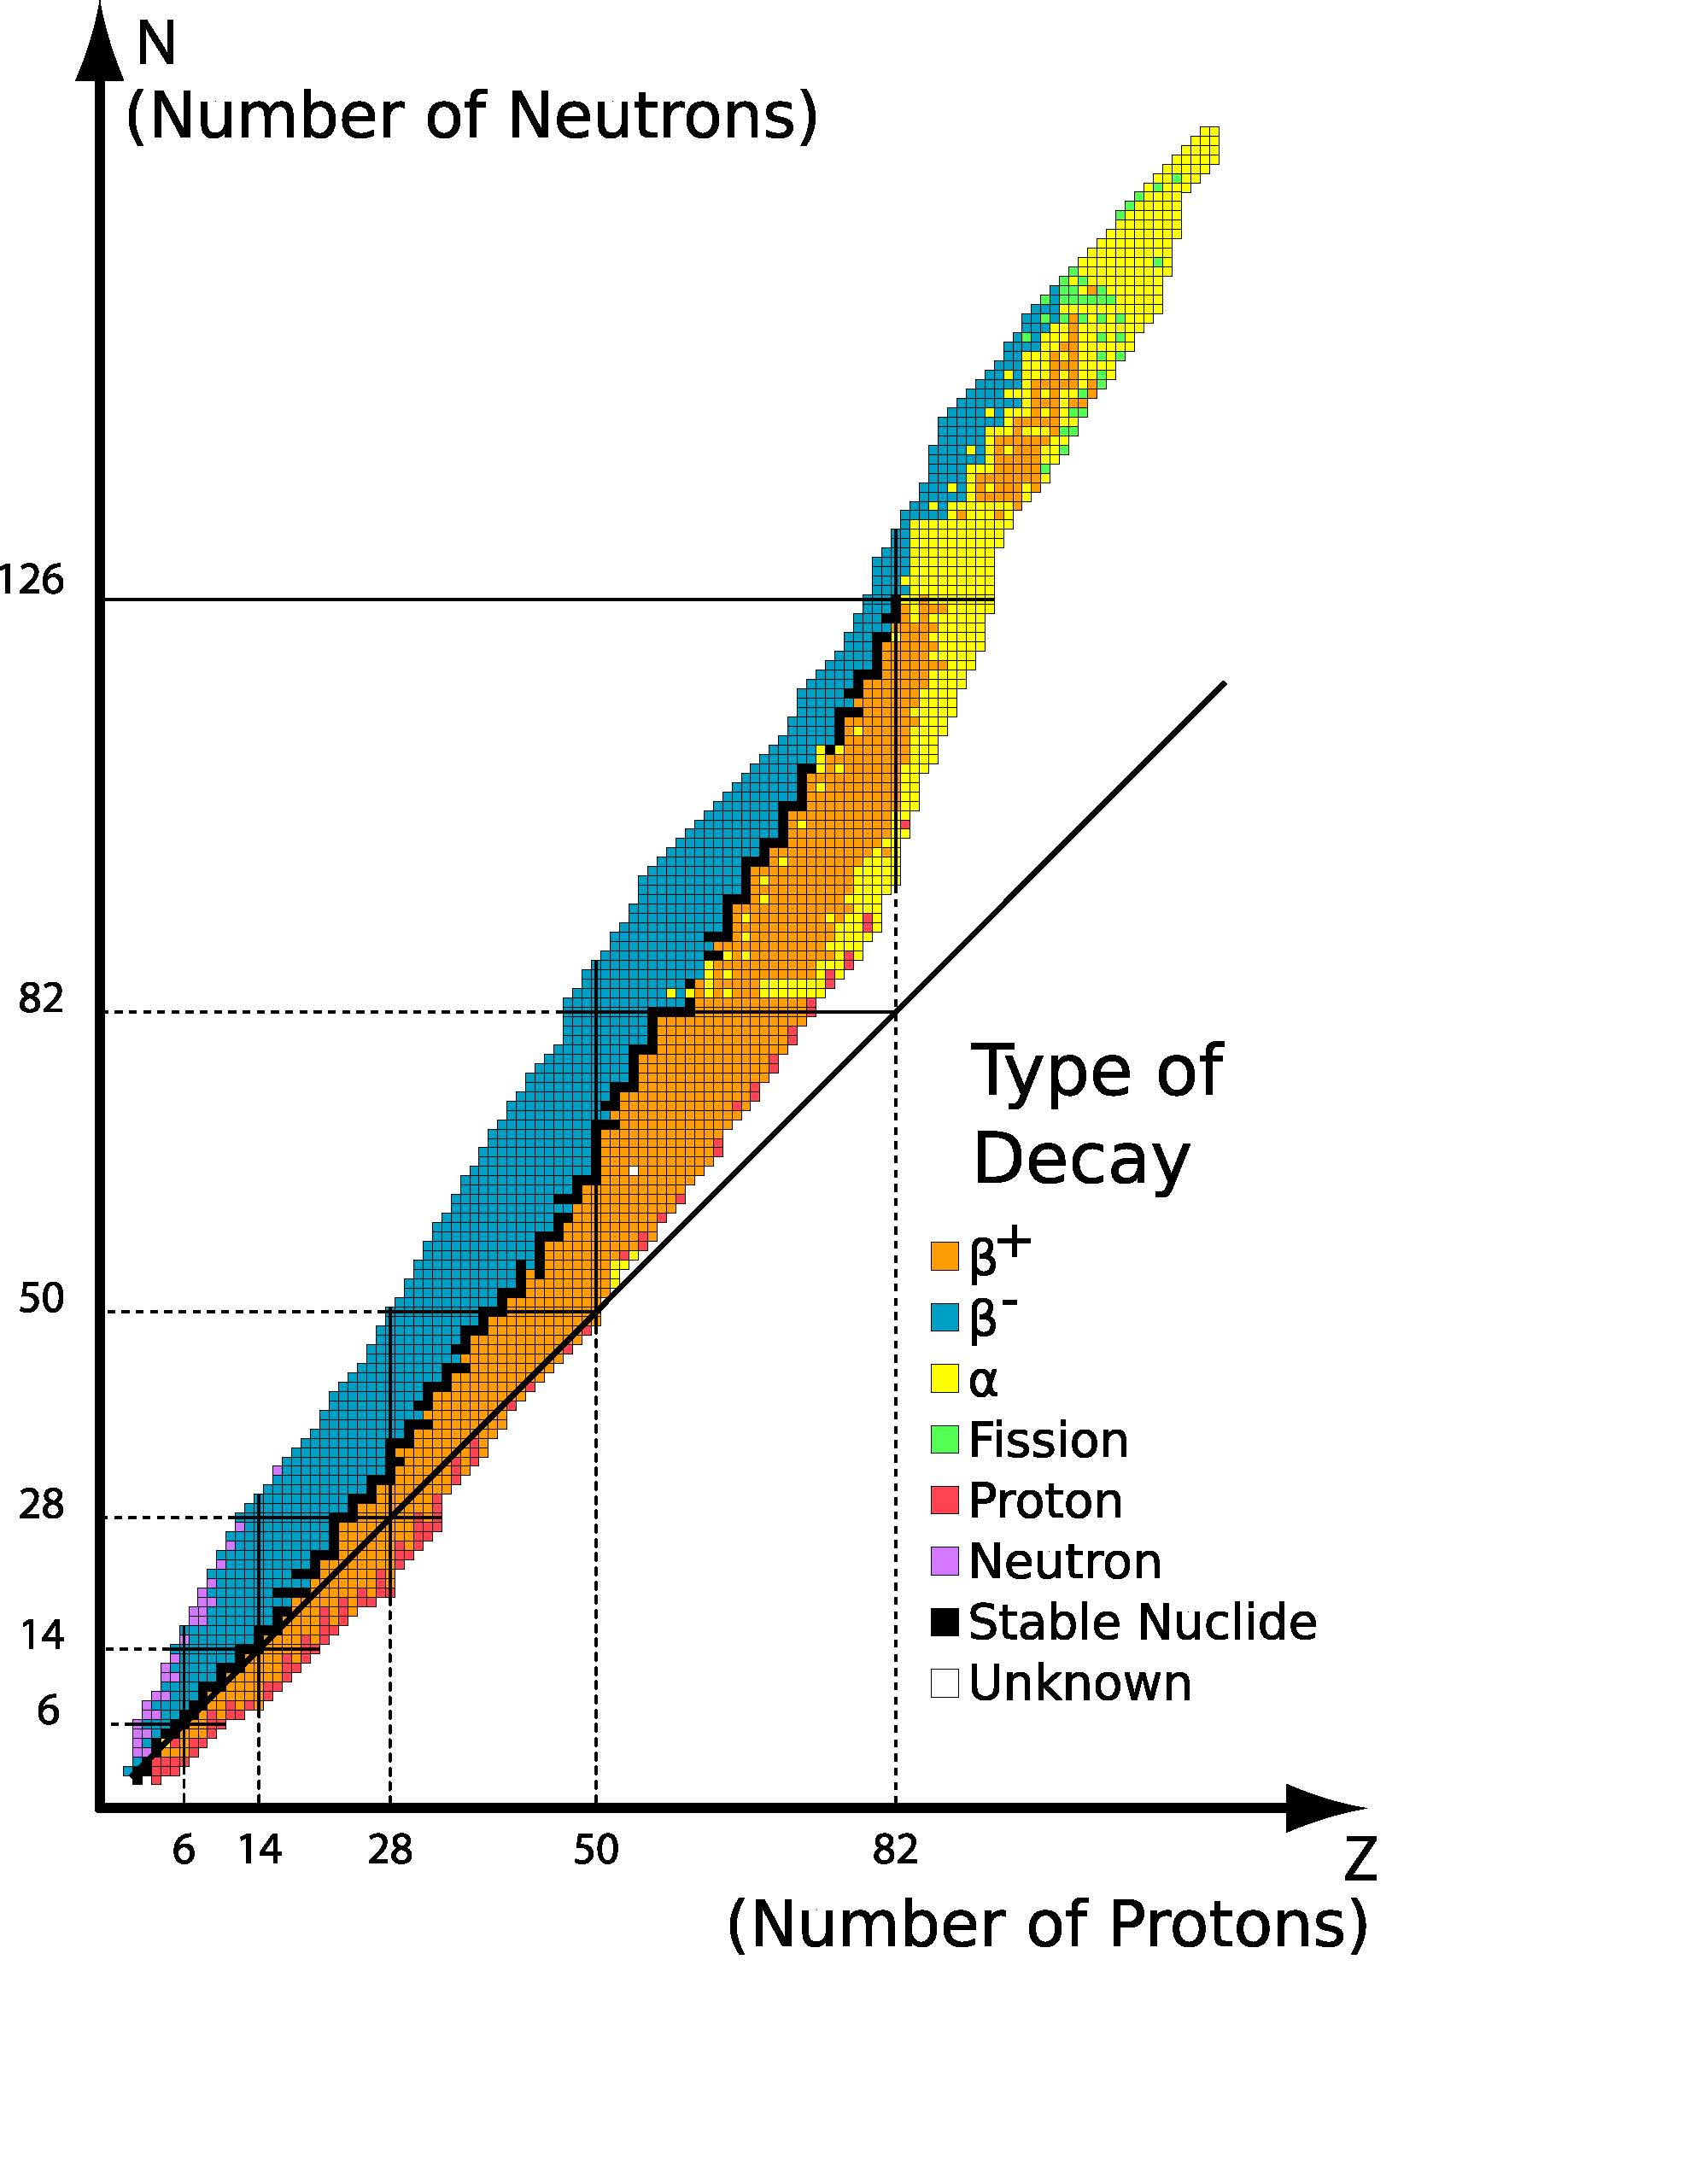 N
(Number of Neutrons)
126
82
50
28
14
6
Type of
Decay
β+
β-
α
Fission
Proton
Neutron
Stable Nuclide
Unknown
6 14 28 50 82
Z
(Number of Protons)